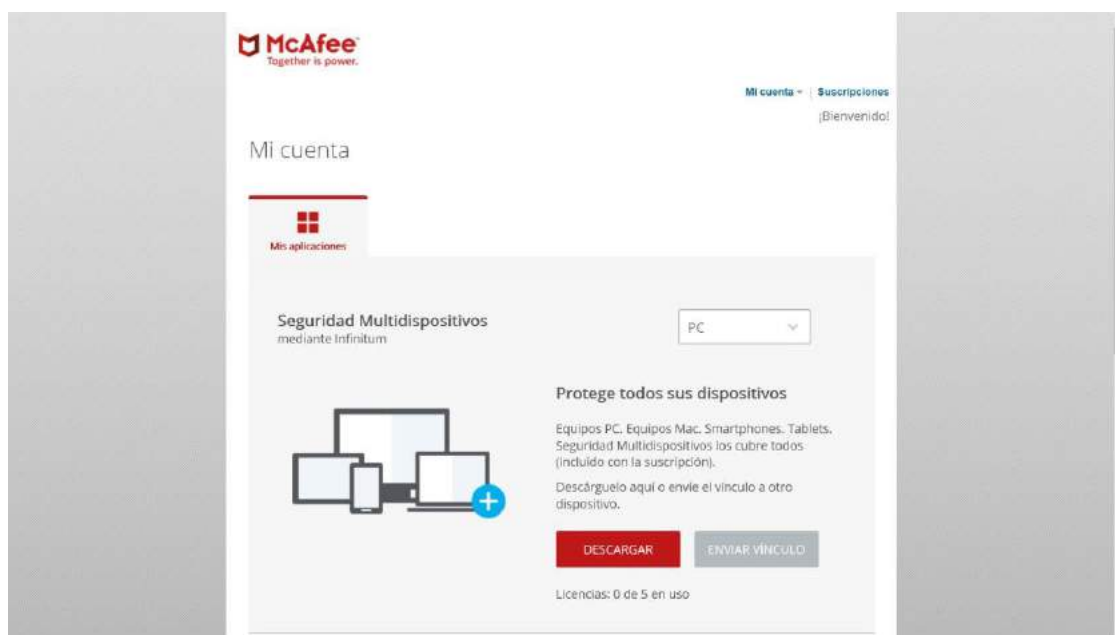 McAfee™
Together is power.
Mi cuenta
Suscripciones
¡Bienvenido!
Mi cuenta
Mis aplicaciones
Seguridad Multidispositivos
mediante Infinitum
PC
Protege todos sus dispositivos
Equipos PC. Equipos Mac. Smartphones. Tablets.
Seguridad Multidispositivos los cubre todos
(incluido con la suscripción).
Descárguelo aquí o envíe el vínculo a otro
dispositivo.
DESCARGAR
ENVIAR VÍNCULO
Licencias: 0 de 5 en uso